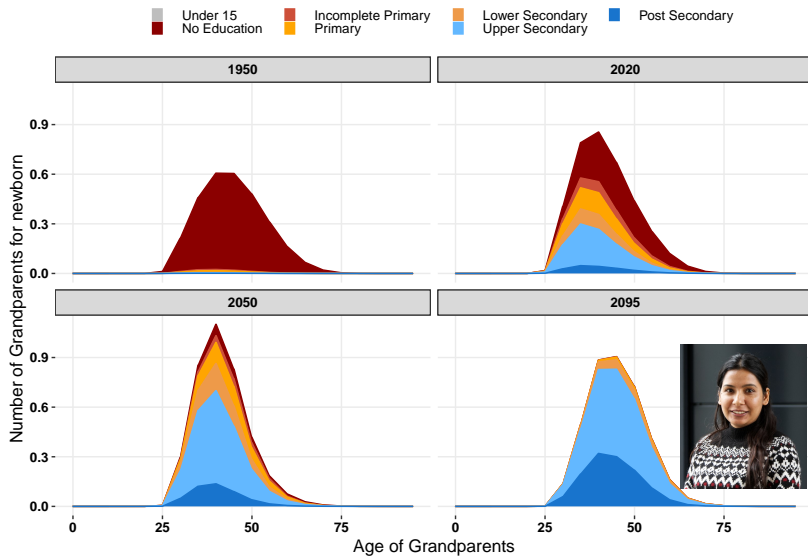 Under 15 Incomplete Primary Lower Secondary Post Secondary
No Education Primary Upper Secondary
1950 2020
0.9
0.6
0.3
0.0
2050 2095
0.9
0.6
0.3
0.0
0 25 50 75 0 25 50 75
Number of Grandparents for newborn
Age of Grandparents